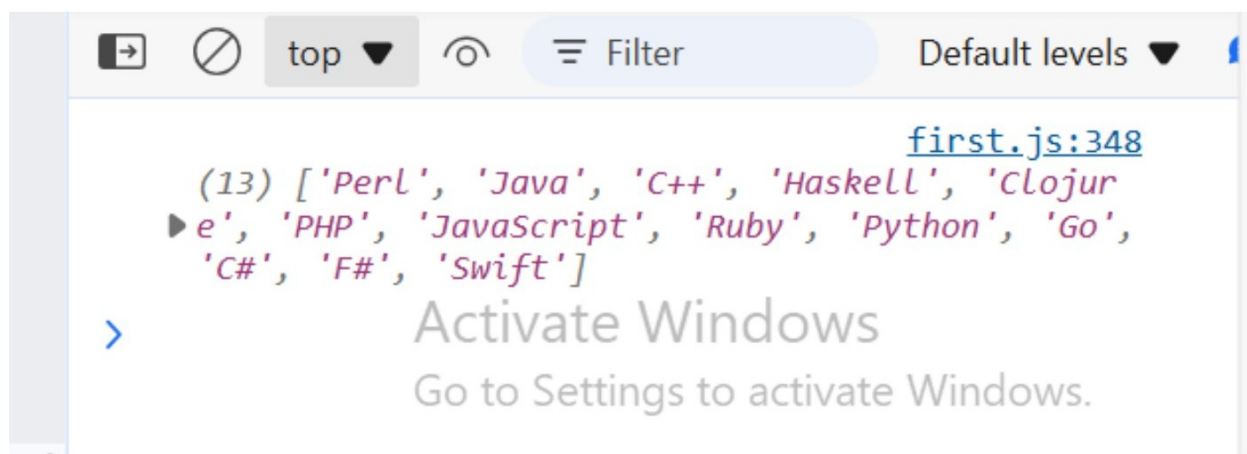 top Filter Default levels
first.js:348
(13) ['Perl', 'Java', 'C++', 'Haskell', 'Clojur
e', 'PHP', 'JavaScript', 'Ruby', 'Python', 'Go',
'C#', 'F#', 'Swift']
Activate Windows
Go to Settings to activate Windows.